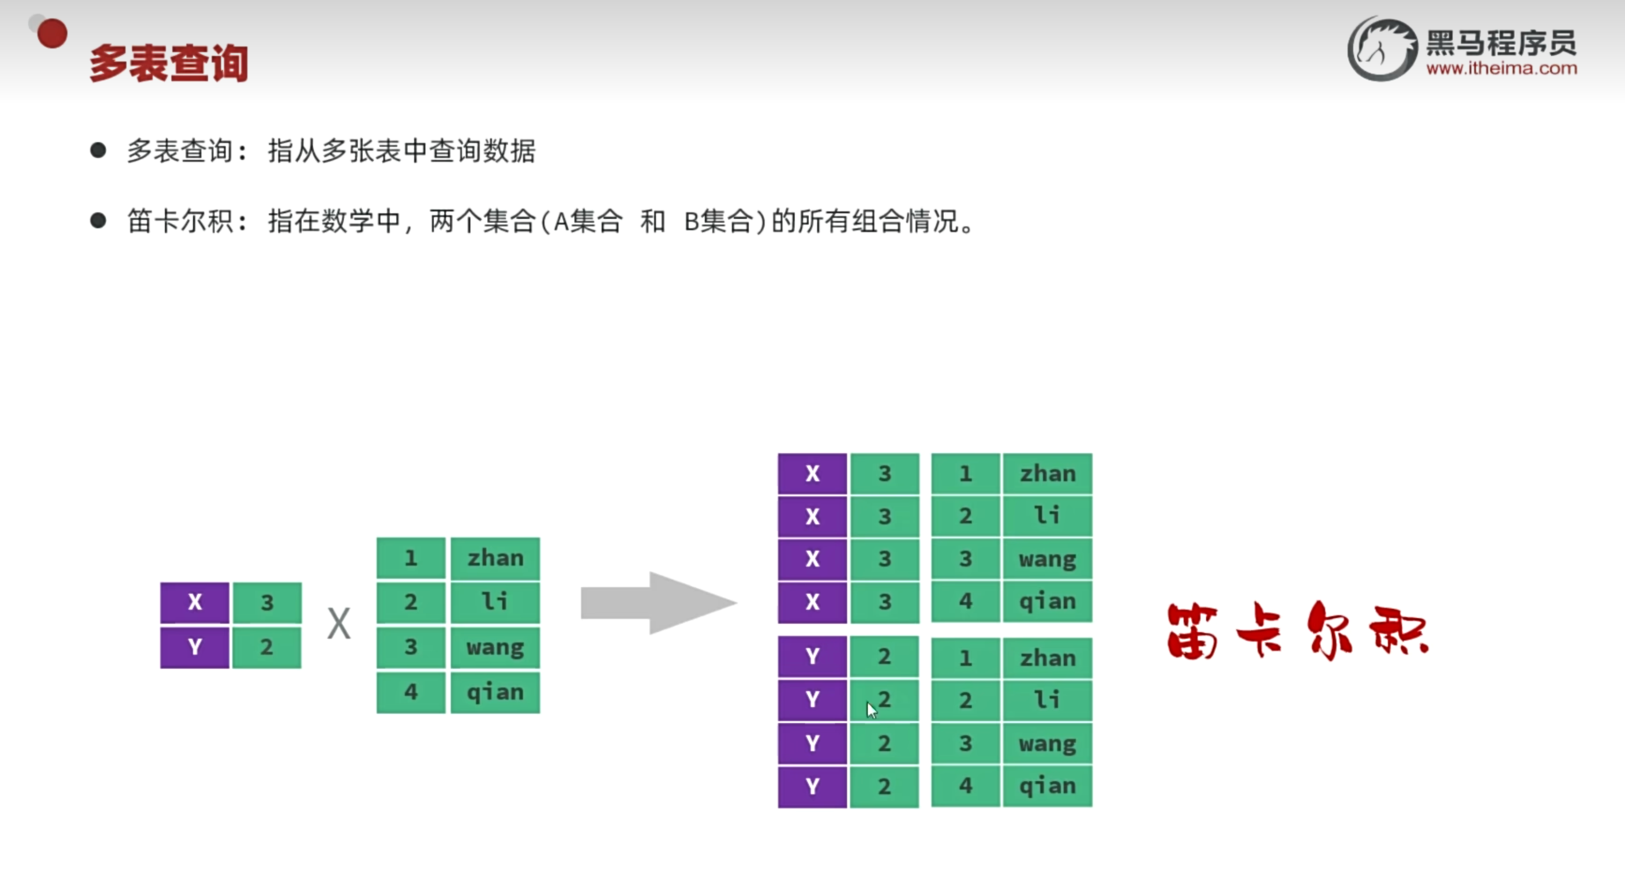 多表查询
黑马程序员
www.itheima.com
多表查询: 指从多张表中查询数据
笛卡尔积: 指在数学中, 两个集合(A集合 和 B集合)的所有组合情况。
X 3
Y 2
X
1 zhan
2 li
3 wang
4 qian
X 3 1 zhan
X 3 2 li
X 3 3 wang
X 3 4 qian
Y 2 1 zhan
Y 2 2 li
Y 2 3 wang
Y 2 4 qian
笛卡尔积